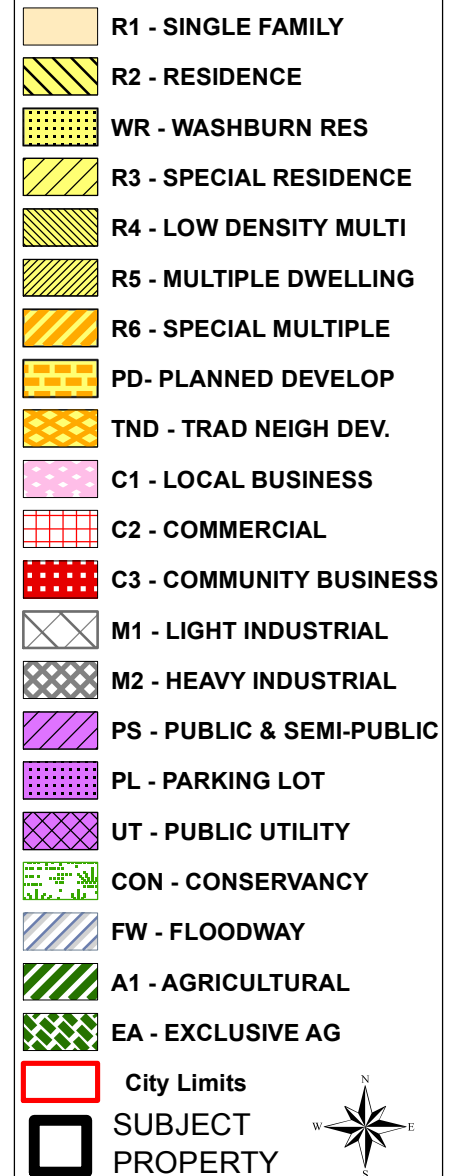 R1 - SINGLE FAMILY
R2 - RESIDENCE
WR - WASHBURN RES
R3 - SPECIAL RESIDENCE
R4 - LOW DENSITY MULTI
R5 - MULTIPLE DWELLING
R6 - SPECIAL MULTIPLE
PD- PLANNED DEVELOP
TND - TRAD NEIGH DEV.
C1 - LOCAL BUSINESS
C2 - COMMERCIAL
C3 - COMMUNITY BUSINESS
M1 - LIGHT INDUSTRIAL
M2 - HEAVY INDUSTRIAL
PS - PUBLIC & SEMI-PUBLIC
PL - PARKING LOT
UT - PUBLIC UTILITY
CON - CONSERVANCY
FW - FLOODWAY
A1 - AGRICULTURAL
EA - EXCLUSIVE AG
City Limits
SUBJECT
PROPERTY
N
W E
S